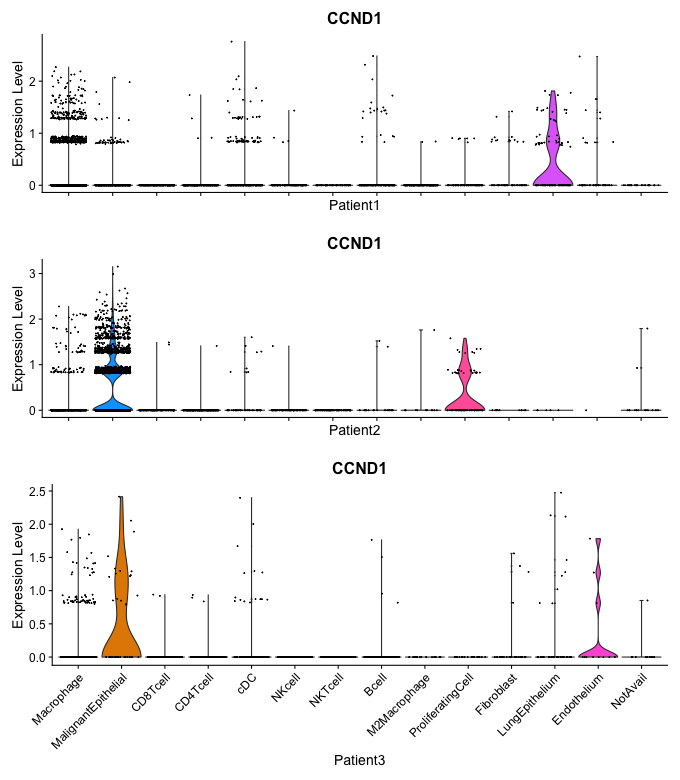 CCND1
Expression Level
2
1
0
Patient1
CCND1
Expression Level
3
2
1
0
Patient2
CCND1
Expression Level
2.5
2.0
1.5
1.0
0.5
0.0
Macrophage
MalignantEpithelial
CD8Tcell
CD4Tcell
cDC
NKcell
NKTcell
Bcell
M2Macrophage
ProliferatingCell
Fibroblast
LungEpithelium
Endothelium
NotAvail
Patient3